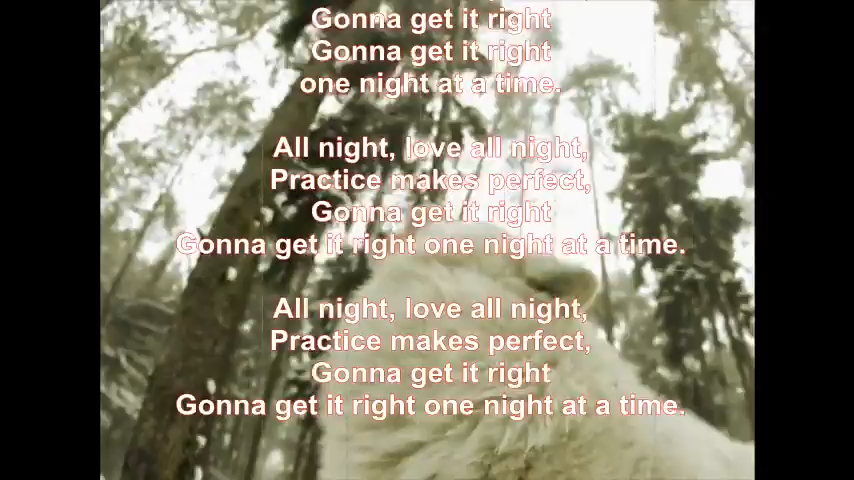 Gonna get it right
Gonna get it right
one night at a time.
All night, love all night,
Practice makes perfect,
Gonna get it right
Gonna get it right one night at a time.
All night, love all night,
Practice makes perfect,
Gonna get it right
Gonna get it right one night at a time.